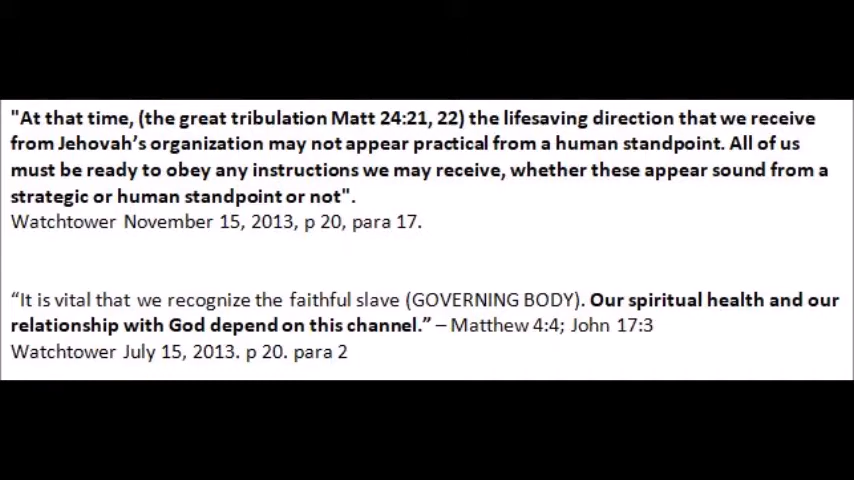 "At that time, (the great tribulation Matt 24:21, 22) the lifesaving direction that we receive
from Jehovah's organization may not appear practical from a human standpoint. All of us
must be ready to obey any instructions we may receive, whether these appear sound from a
strategic or human standpoint or not".
Watchtower November 15, 2013, p 20, para 17.
“It is vital that we recognize the faithful slave (GOVERNING BODY). Our spiritual health and our
relationship with God depend on this channel.” – Matthew 4:4; John 17:3
Watchtower July 15, 2013. p 20. para 2